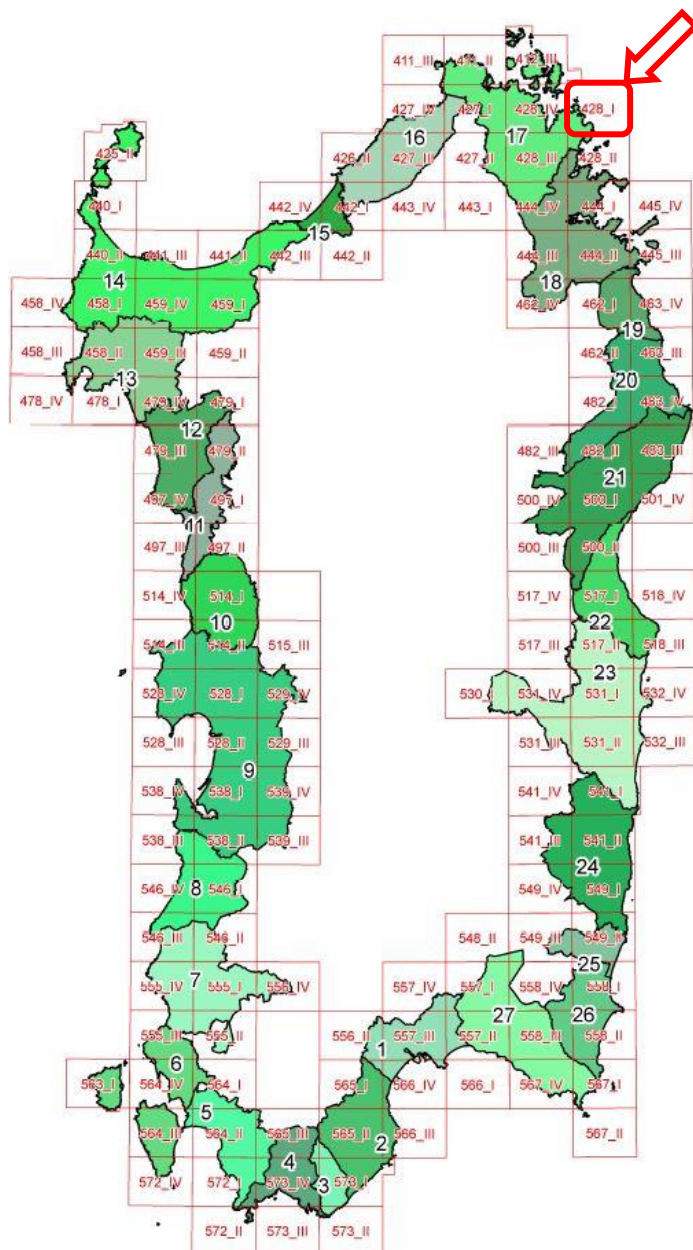 411_III 411_II 412_III
427_IV 427_I 428_IV 428_I
16 17
425_II 426_II 427_III 427_II 428_III 428_II
440_I 442_IV 442_I 443_IV 443_I 444_IV 444_I 445_IV
15
440_II 441_III 441_II 442_III 442_II 444_III 444_II 445_III
14 18
458_IV 458_I 459_IV 459_I 462_IV 462_I 463_IV
19
458_III 458_II 459_III 459_II 462_II 463_III
13 20
478_IV 478_I 479_IV 479_I 482_I 483_IV
12
479_III 479_II 482_III 482_II 483_III
21
497_IV 497_I 500_IV 500_I 501_IV
11
497_III 497_II 500_III 500_II
514_IV 514_I 517_IV 517_I 518_IV
10 22
514_III 514_II 515_III 517_III 517_II 518_III
23
528_IV 528_I 529_IV 530_I 531_IV 531_I 532_IV
528_III 528_II 529_III 531_III 531_II 532_III
9
538_IV 538_I 539_IV 541_IV 541_I
538_III 538_II 539_III 541_III 541_II
24
546_IV 8 546_I 549_IV 549_I
546_III 546_II 548_II 549_III 549_II
25
7
555_IV 555_I 556_IV 557_IV 557_I 558_IV 558_I
27 26
555_III 555_II 556_II 557_III 557_II 558_III 558_II
1
6
563_I 564_IV 564_I 565_I 566_IV 566_I 567_IV 567_I
5
564_III 564_II 565_III 565_II 2 566_III 567_II
4
3
572_IV 572_I 573_IV 573_I
572_II 573_III 573_II